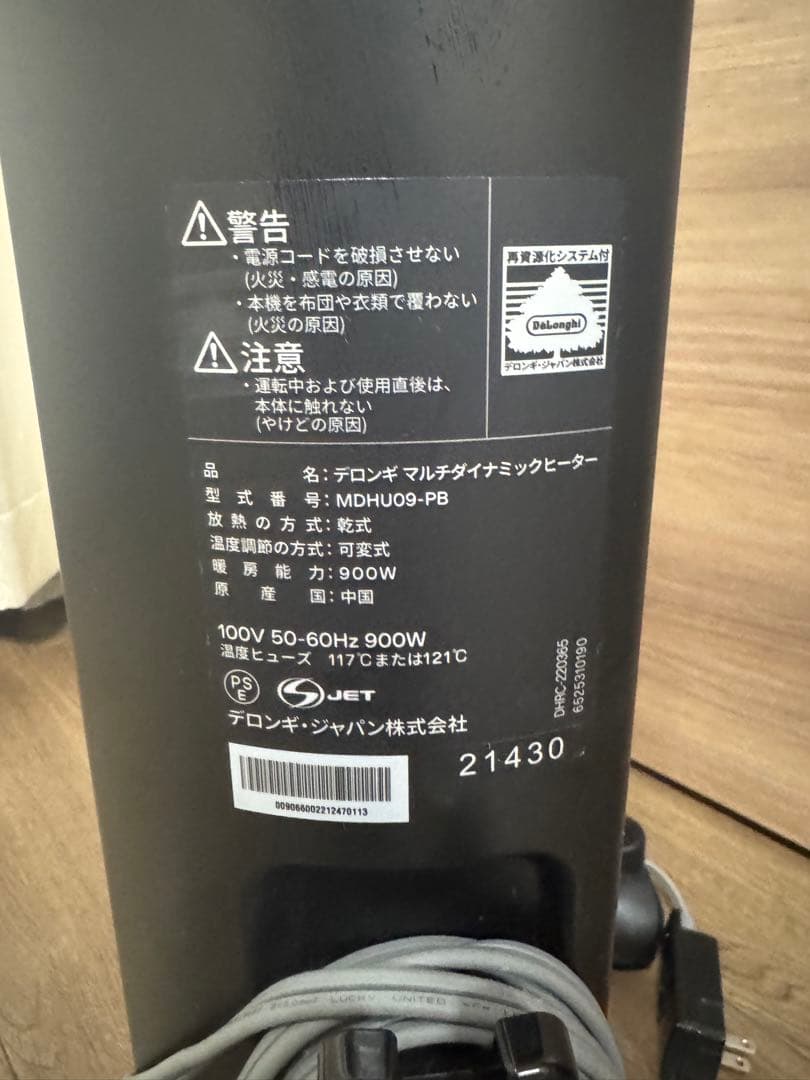 警告
・電源コードを破損させない
(火災・感電の原因)
・本機を布団や衣類で覆わない
(火災の原因)
注意
・運転中および使用直後は、
本体に触れない
(やけどの原因)
再資源化システム付
DeLonghi
デロンギ・ジャパン株式会社
品名：デロンギ マルチダイナミックヒーター
型式番号：MDHU09-PB
放熱の方式：乾式
温度調節の方式：可変式
暖房能力：900W
原産国：中国
100V 50-60Hz 900W
温度ヒューズ 117℃または121℃
PS
E
S JET
デロンギ・ジャパン株式会社
DHRC-220365
6525310190
21430
009066002212470113
LUCKY UNITED